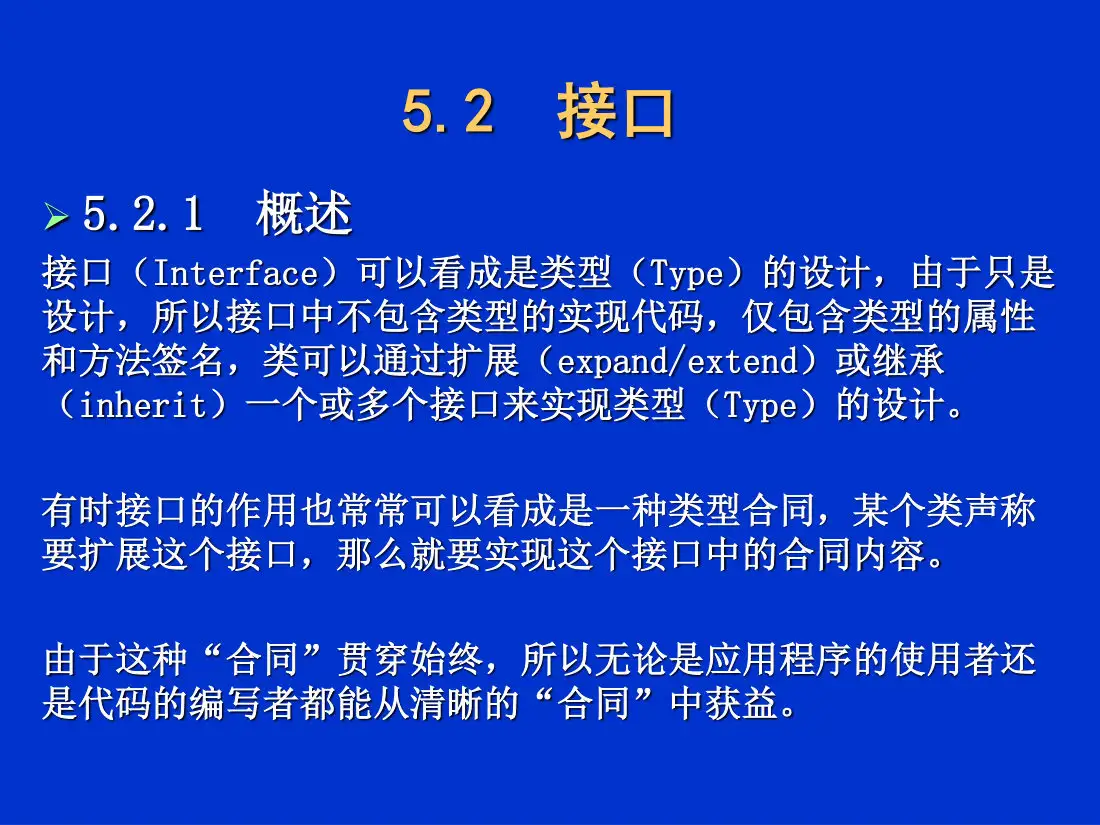 5.2　接口
5.2.1　概述
接口（Interface）可以看成是类型（Type）的设计，由于只是
设计，所以接口中不包含类型的实现代码，仅包含类型的属性
和方法签名，类可以通过扩展（expand/extend）或继承
（inherit）一个或多个接口来实现类型（Type）的设计。
有时接口的作用也常常可以看成是一种类型合同，某个类声称
要扩展这个接口，那么就要实现这个接口中的合同内容。
由于这种“合同”贯穿始终，所以无论是应用程序的使用者还
是代码的编写者都能从清晰的“合同”中获益。